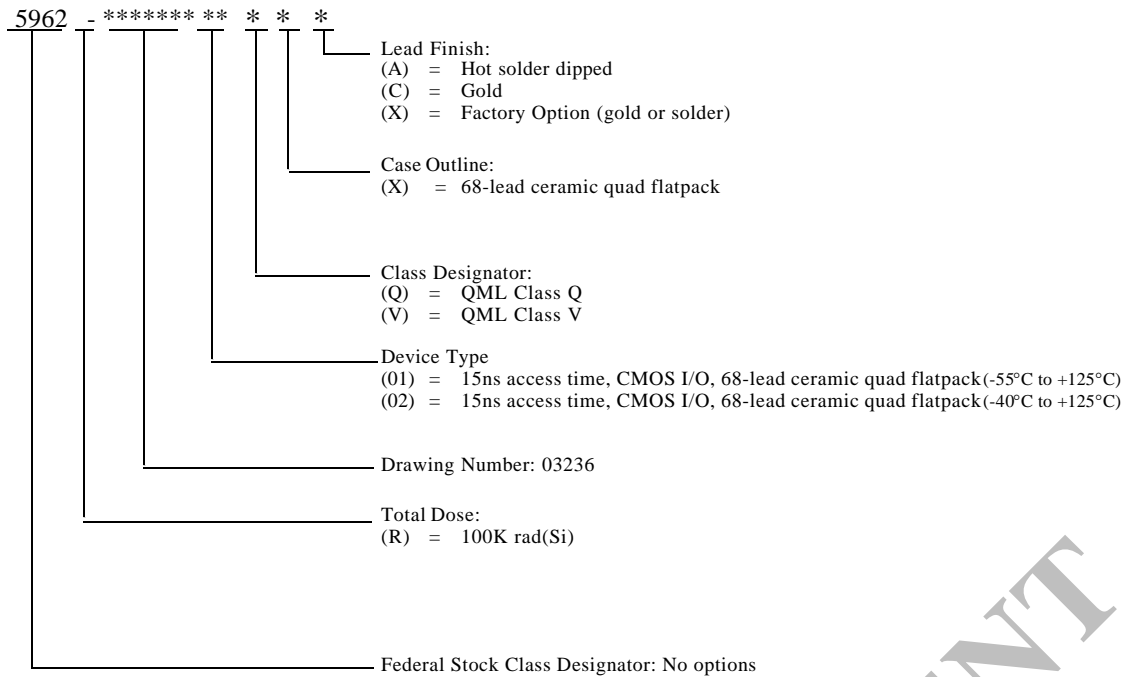 5962 - ******* ** * * *
Lead Finish:
(A) = Hot solder dipped
(C) = Gold
(X) = Factory Option (gold or solder)
Case Outline:
(X) = 68-lead ceramic quad flatpack
Class Designator:
(Q) = QML Class Q
(V) = QML Class V
Device Type
(01) = 15ns access time, CMOS I/O, 68-lead ceramic quad flatpack (-55°C to +125°C)
(02) = 15ns access time, CMOS I/O, 68-lead ceramic quad flatpack (-40°C to +125°C)
Drawing Number: 03236
Total Dose:
(R) = 100K rad(Si)
Federal Stock Class Designator: No options